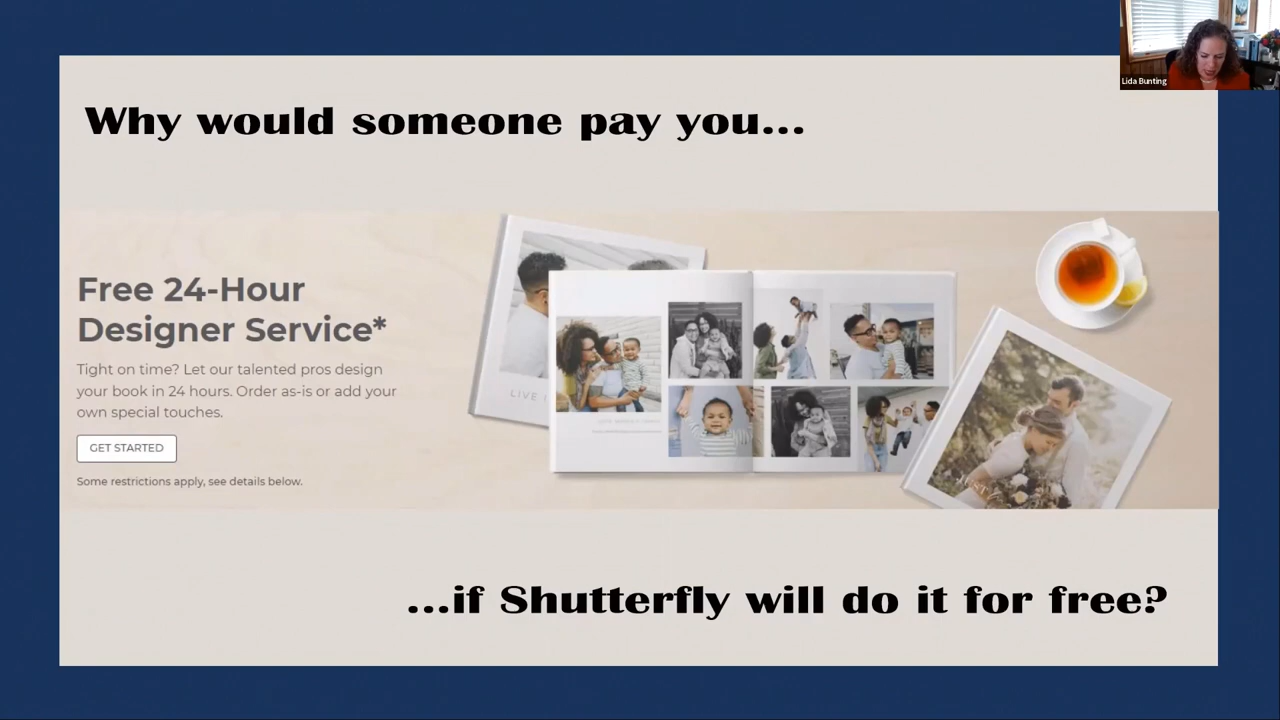 Lida Bunting
Why would someone pay you...
Free 24-Hour
Designer Service*
Tight on time? Let our talented pros design
your book in 24 hours. Order as-is or add your
own special touches.
GET STARTED
Some restrictions apply, see details below.
...if Shutterfly will do it for free?